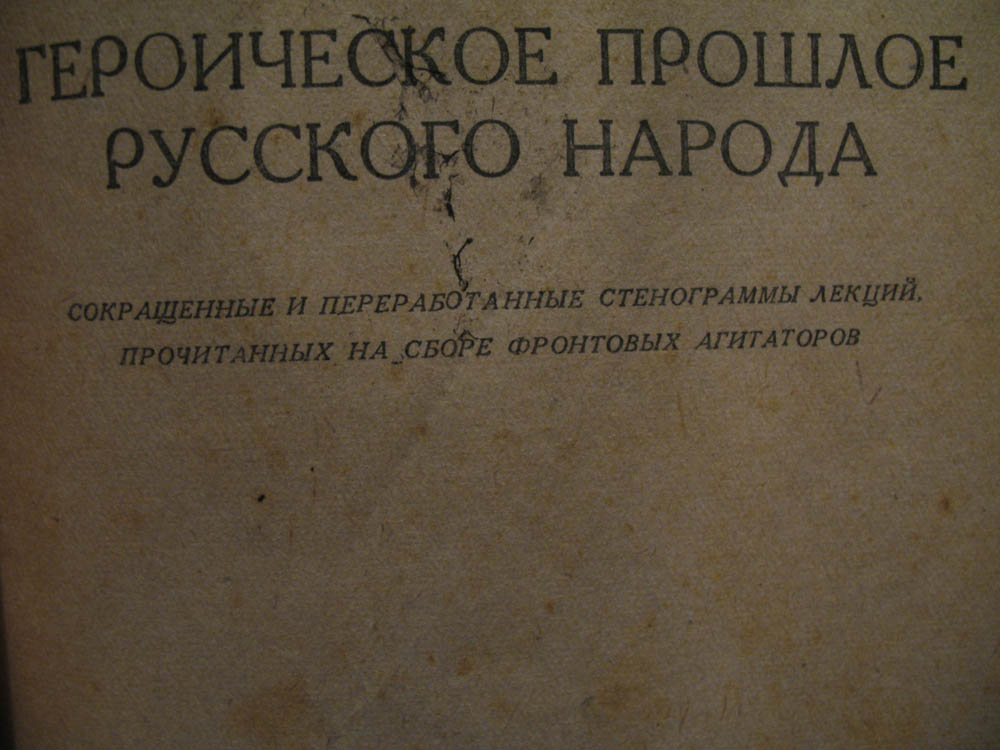 ГЕРОИЧЕСКОЕ ПРОШЛОЕ
РУССКОГО НАРОДА
СОКРАЩЕННЫЕ И ПЕРЕРАБОТАННЫЕ СТЕНОГРАММЫ ЛЕКЦИЙ,
ПРОЧИТАННЫХ НА СБОРЕ ФРОНТОВЫХ АГИТАТОРОВ